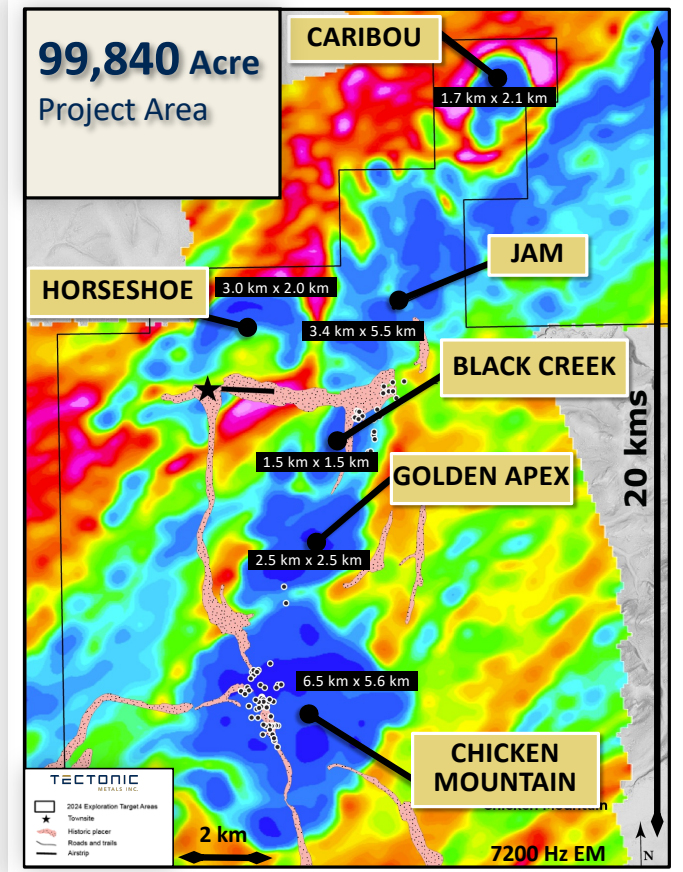 99,840 Acre
Project Area
CARIBOU
1.7 km x 2.1 km
JAM
HORSESHOE
3.0 km x 2.0 km
3.4 km x 5.5 km
BLACK CREEK
1.5 km x 1.5 km
GOLDEN APEX
20 kms
2.5 km x 2.5 km
6.5 km x 5.6 km
CHICKEN
MOUNTAIN
TECTONIC
METALS INC.
2024 Exploration Target Areas
Townsite
Historic placer
Roads and trails
Airstrip
2 km
7200 Hz EM
N